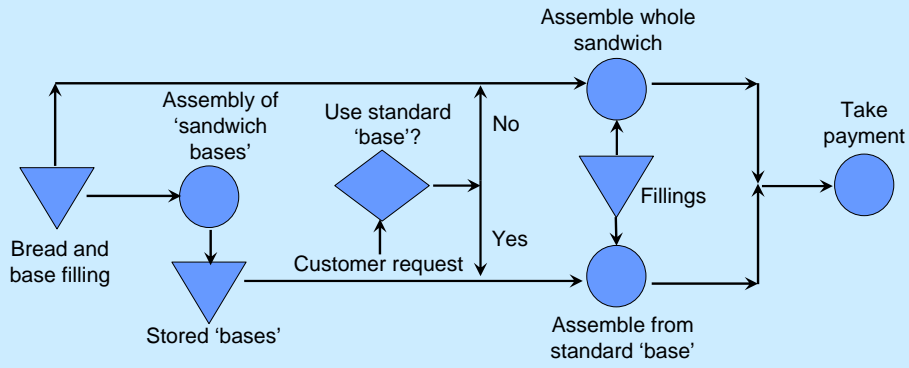 Assemble whole
sandwich
Assembly of
‘sandwich
bases’
Use standard
‘base’?
Take
payment
No
Fillings
Bread and
base filling
Yes
Customer request
Stored ‘bases’
Assemble from
standard ‘base’